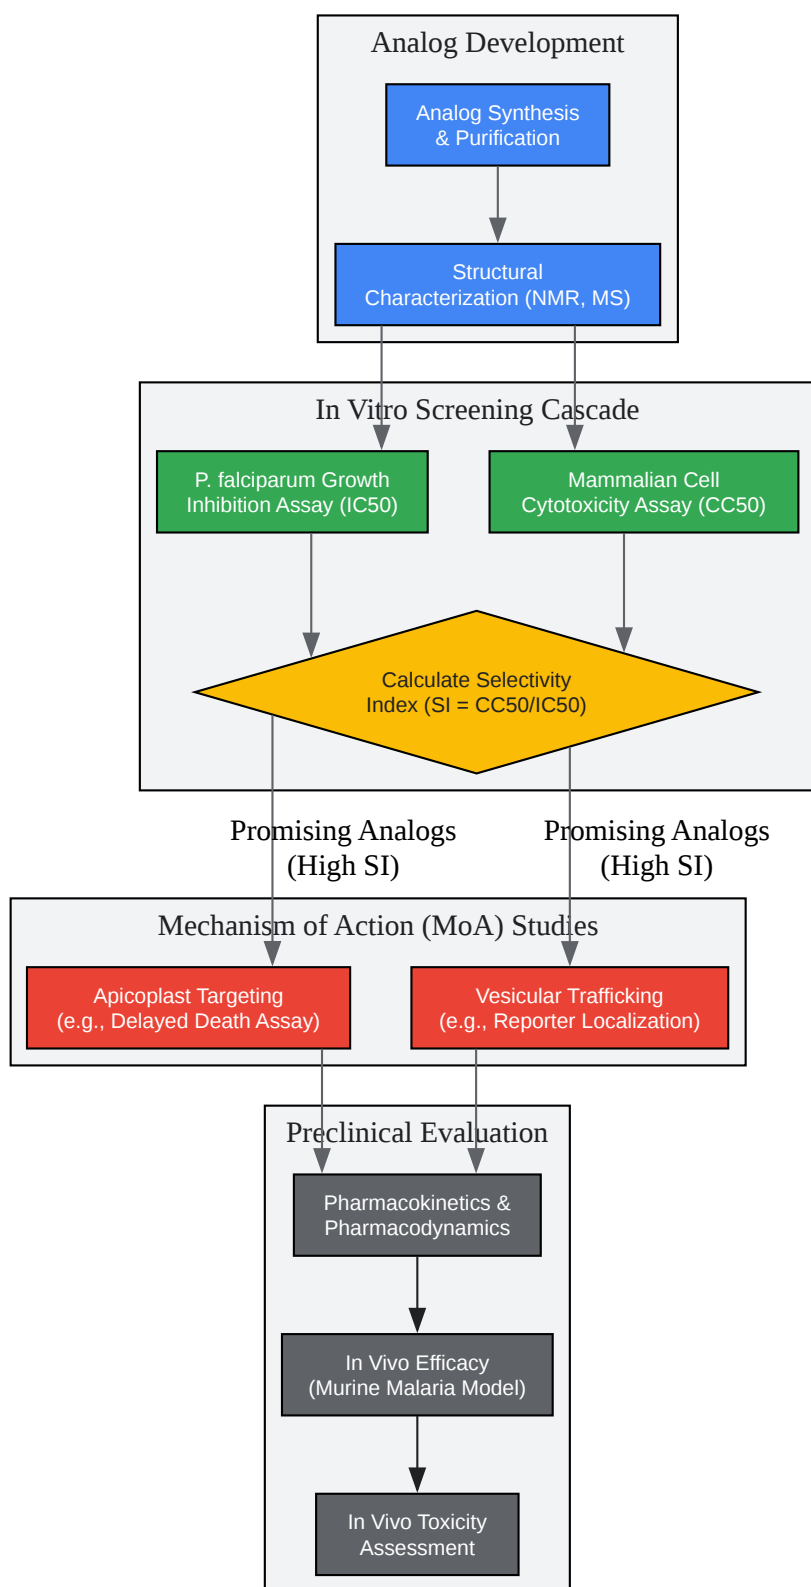 Analog Development
Analog Synthesis
& Purification
Structural
Characterization (NMR, MS)
In Vitro Screening Cascade
P. falciparum Growth
Inhibition Assay (IC50)
Mammalian Cell
Cytotoxicity Assay (CC50)
Calculate Selectivity
Index (SI = CC50/IC50)
Promising Analogs
(High SI)
Promising Analogs
(High SI)
Mechanism of Action (MoA) Studies
Apicoplast Targeting
(e.g., Delayed Death Assay)
Vesicular Trafficking
(e.g., Reporter Localization)
Preclinical Evaluation
Pharmacokinetics &
Pharmacodynamics
In Vivo Efficacy
(Murine Malaria Model)
In Vivo Toxicity
Assessment